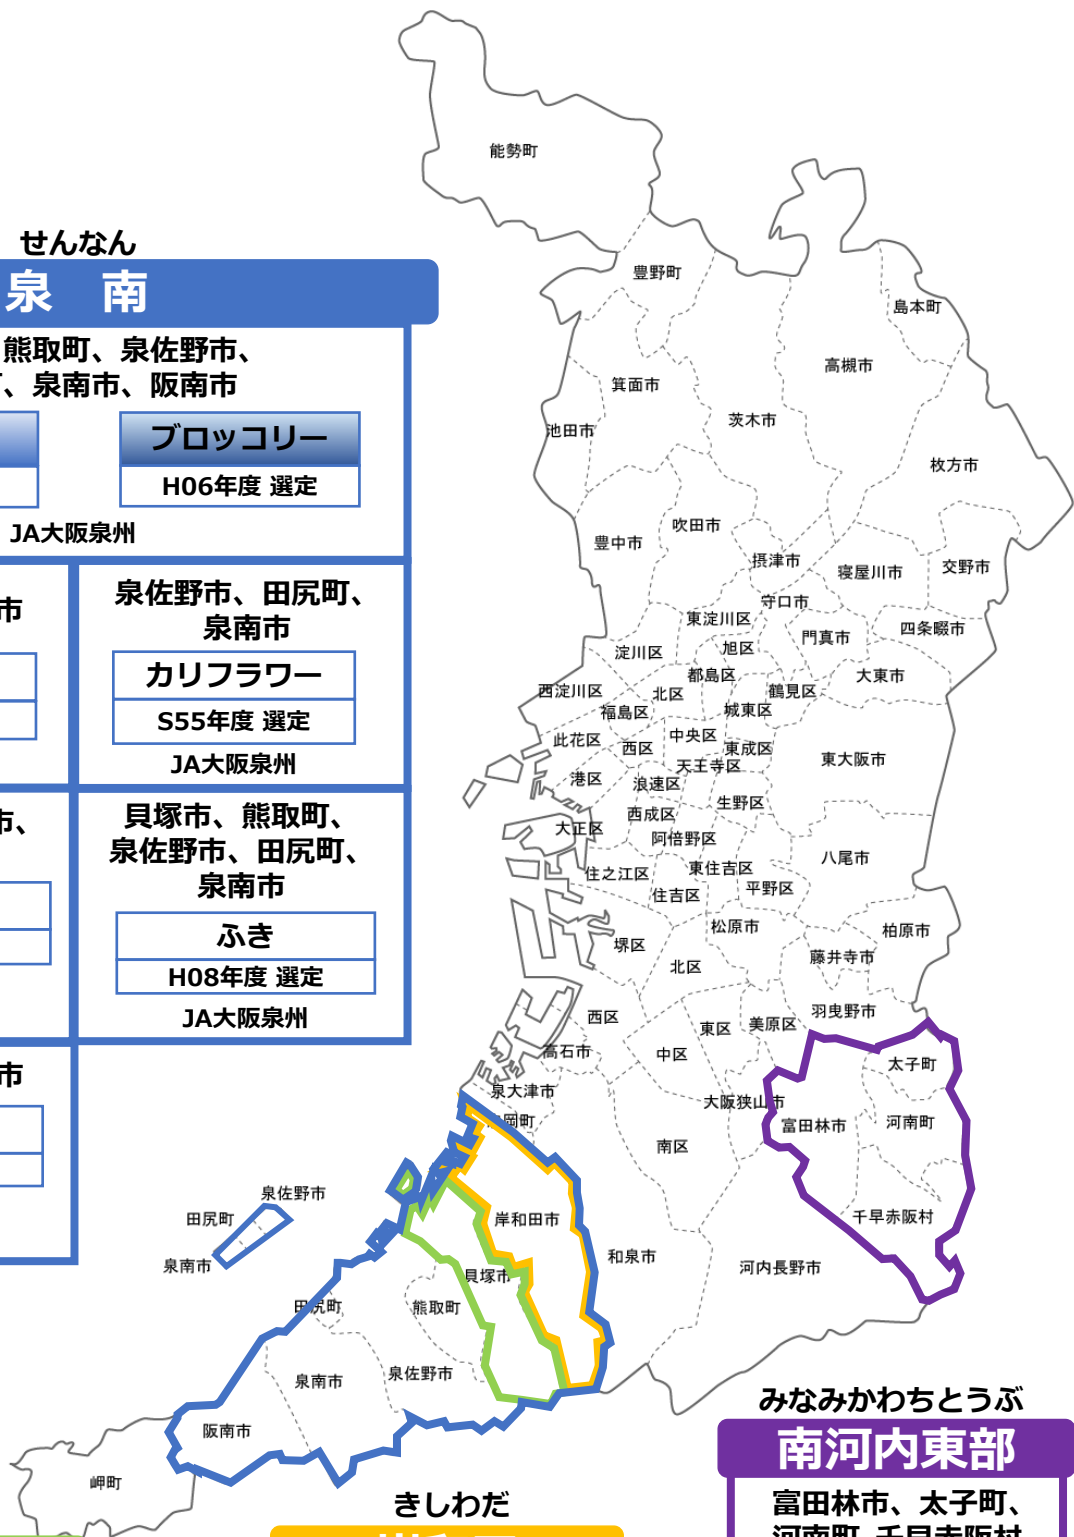 せんなん
泉 南
熊取町、泉佐野市、
、泉南市、阪南市
ブロッコリー
H06年度 選定
JA大阪泉州
市
泉佐野市、田尻町、
泉南市
カリフラワー
S55年度 選定
JA大阪泉州
市、
貝塚市、熊取町、
泉佐野市、田尻町、
泉南市
ふき
H08年度 選定
JA大阪泉州
市
能勢町
豊野町
島本町
高槻市
箕面市
茨木市
池田市
枚方市
吹田市
豊中市
摂津市
寝屋川市
交野市
守口市
東淀川区
門真市
四条畷市
旭区
淀川区
都島区
大東市
西淀川区
北区
鶴見区
福島区
城東区
此花区
西区
中央区
東成区
天王寺区
東大阪市
港区
浪速区
生野区
西成区
大正区
阿倍野区
八尾市
住之江区
東住吉区
住吉区
平野区
松原市
柏原市
堺区
藤井寺市
北区
羽曳野市
西区
東区
美原区
高石市
中区
太子町
泉大津市
大阪狭山市
岡町
富田林市
河南町
南区
泉佐野市
田尻町
岸和田市
千早赤阪村
泉南市
和泉市
河内長野市
貝塚市
田尻町
熊取町
泉南市
泉佐野市
阪南市
岬町
みなみかわちとうぶ
南河内東部
富田林市、太子町、
河南町、千早赤阪村
きしわだ